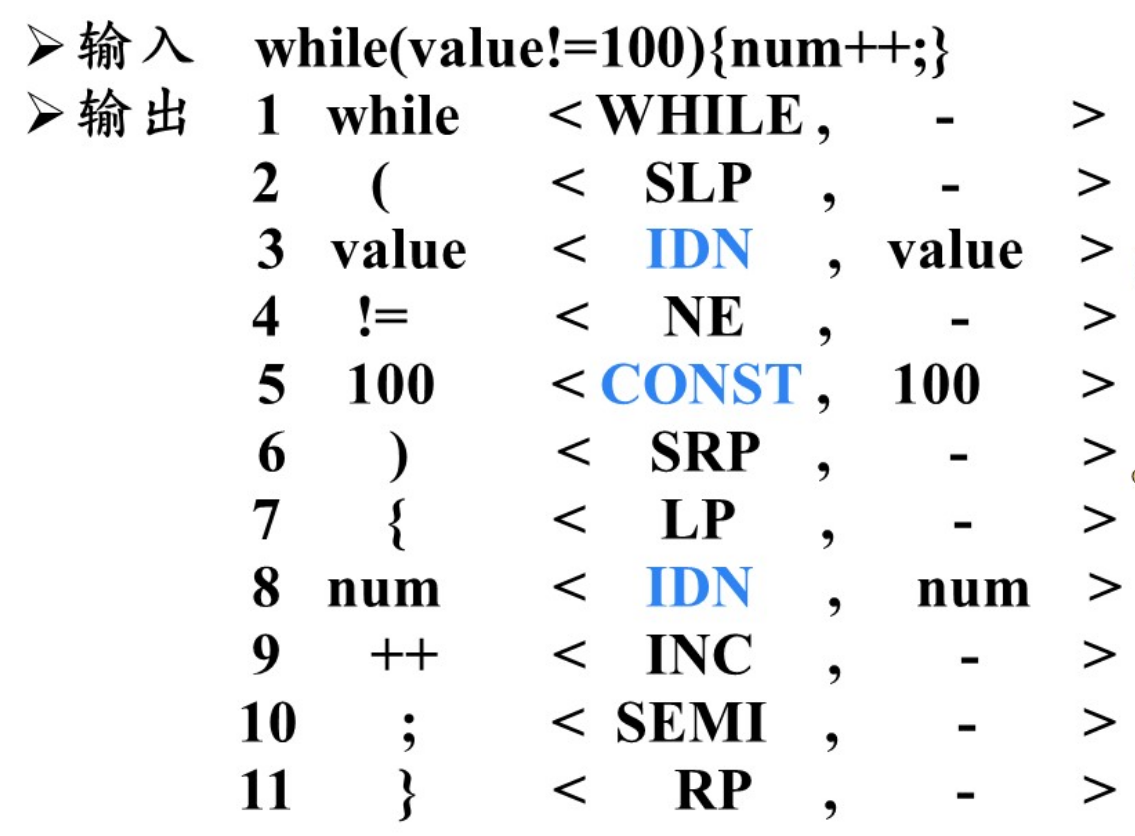 ➢输入 while(value!=100){num++;}
➢输出 1 while < WHILE , - >
2 ( < SLP , - >
3 value < IDN , value >
4 != < NE , - >
5 100 < CONST , 100 >
6 ) < SRP , - >
7 { < LP , - >
8 num < IDN , num >
9 ++ < INC , - >
10 ; < SEMI , - >
11 } < RP , - >